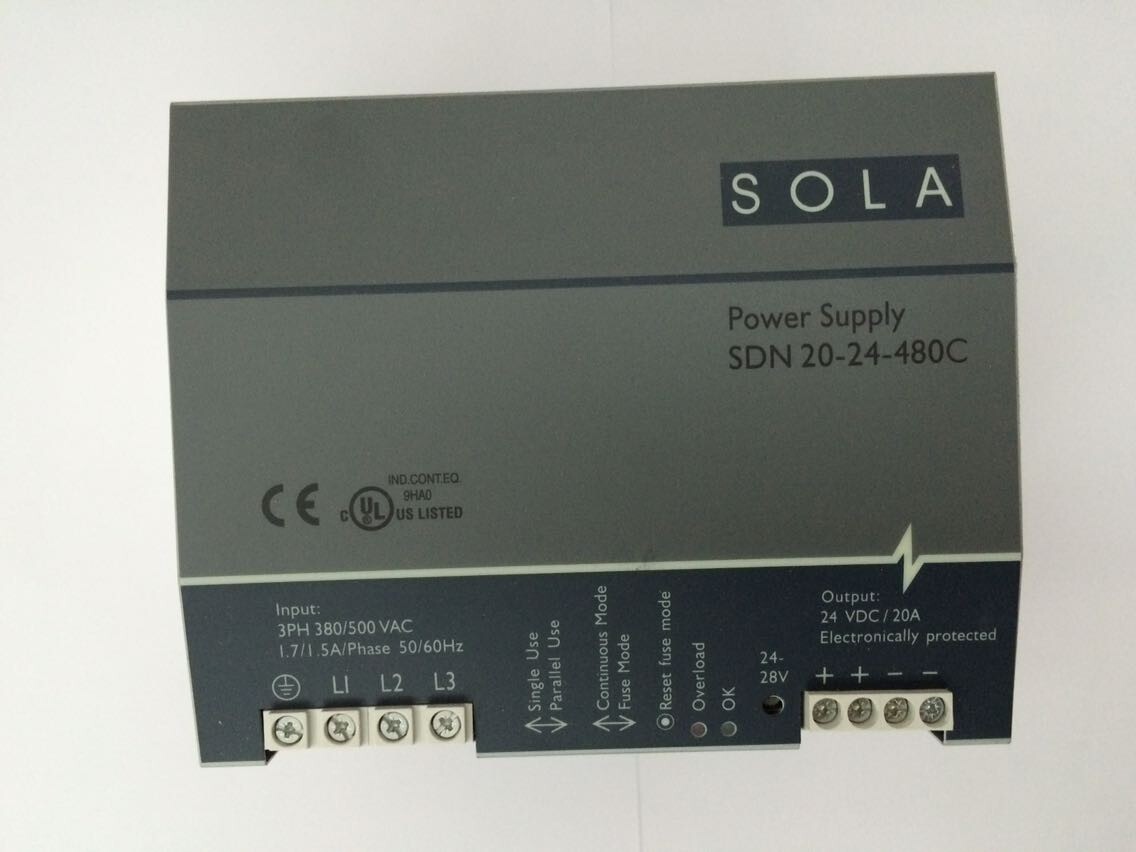 SOLA
Power Supply
SDN 20-24-480C
CE
IND.CONT.EQ.
9HA0
C UL US LISTED
Input:
3PH 380/500 VAC
1.7/1.5A/Phase 50/60Hz
L1 L2 L3
Single Use
Parallel Use
Continuous Mode
Fuse Mode
Reset fuse mode
Overload
OK
24-
28V
Output:
24 VDC/20A
Electronically protected
+ + − −